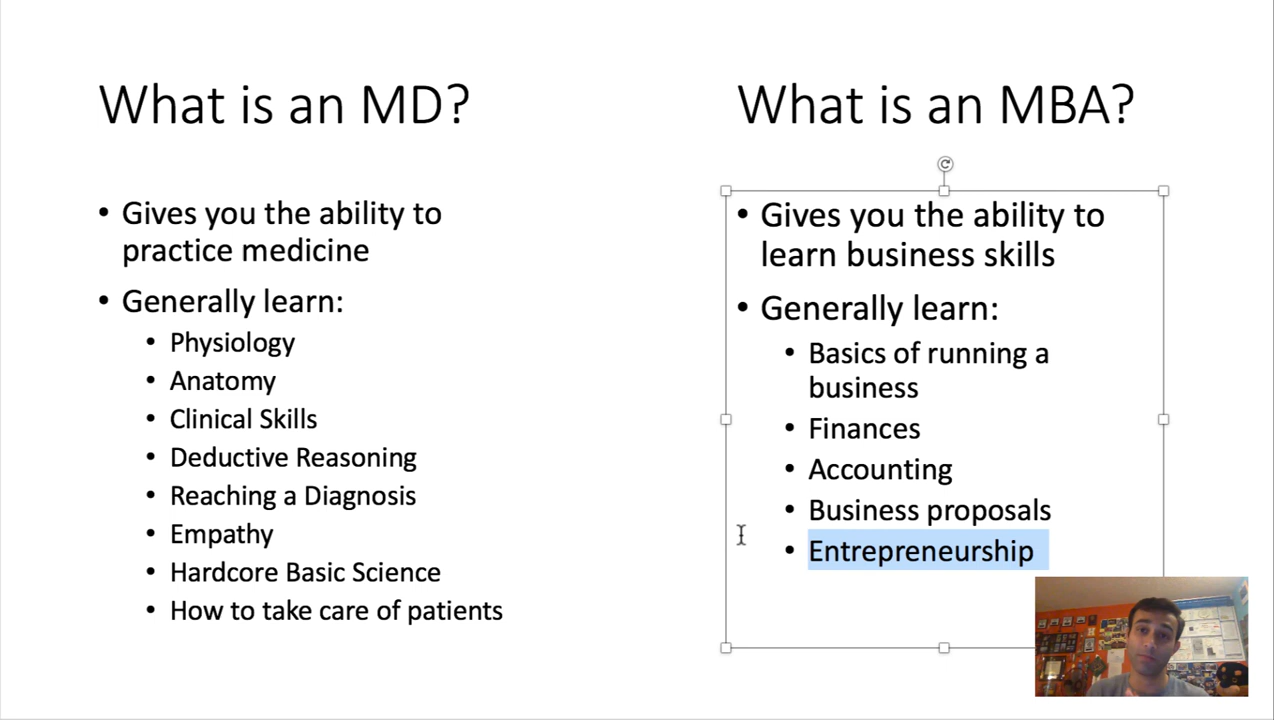 What is an MD?
• Gives you the ability to
practice medicine
• Generally learn:
• Physiology
• Anatomy
• Clinical Skills
• Deductive Reasoning
• Reaching a Diagnosis
• Empathy
• Hardcore Basic Science
• How to take care of patients
What is an MBA?
• Gives you the ability to
learn business skills
• Generally learn:
• Basics of running a
business
• Finances
• Accounting
• Business proposals
• Entrepreneurship